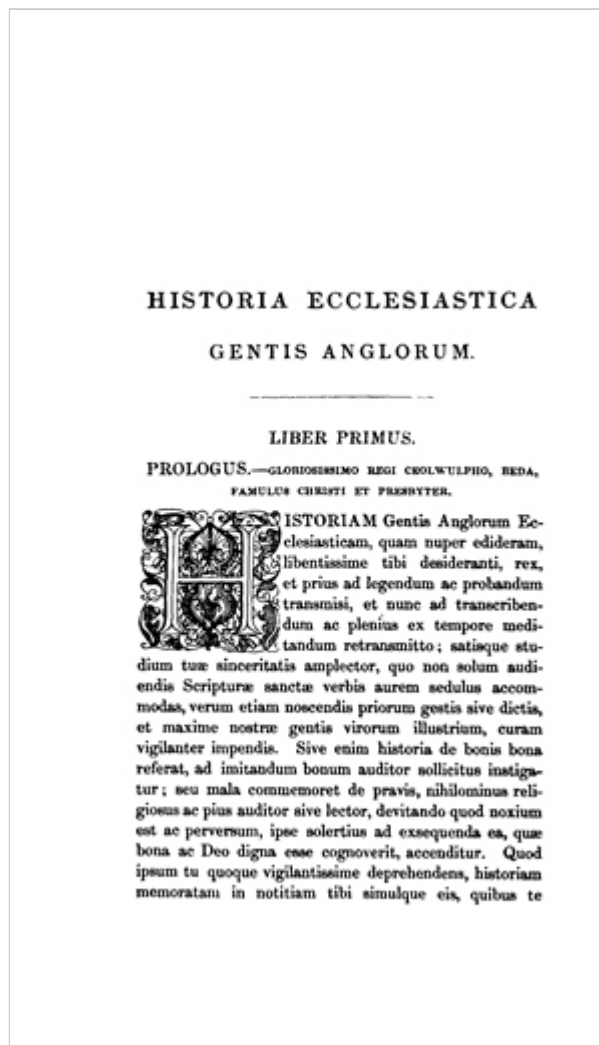 HISTORIA ECCLESIASTICA
GENTIS ANGLORUM.
LIBER PRIMUS.
PROLOGUS.—GLORIOSISSIMO REGI CEOLWULPHO, BEDA,
FAMULUS CHRISTI ET PRESBYTER.
HISTORIAM Gentis Anglorum Ec-
clesiasticam, quam nuper edideram,
libentissime tibi desideranti, rex,
et prius ad legendum ac probandum
transmisi, et nunc ad transcriben-
dum ac plenius ex tempore medi-
tandum retransmitto; satisque stu-
dium tuæ sinceritatis amplector, quo non solum audi-
endis Scripturæ sanctæ verbis aurem sedulus accom-
modas, verum etiam noscendis priorum gestis sive dictis,
et maxime nostræ gentis virorum illustrium, curam
vigilanter impendis. Sive enim historia de bonis bona
referat, ad imitandum bonum auditor sollicitus instiga-
tur; seu mala commemoret de pravis, nihilominus reli-
giosus ac pius auditor sive lector, devitando quod noxium
est ac perversum, ipse solertius ad exsequenda ea, quæ
bona ac Deo digna esse cognoverit, accenditur. Quod
ipsum tu quoque vigilantissime deprehendens, historiam
memoratam in notitiam tibi simulque eis, quibus te